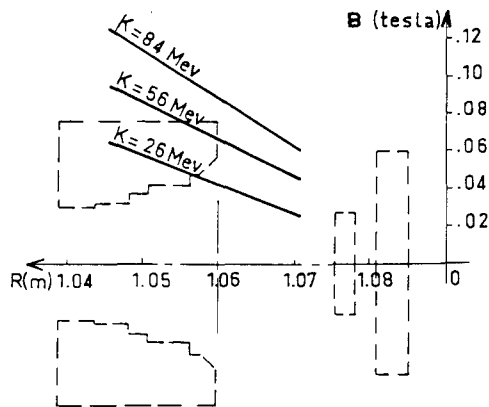 B (tesla)
.12
K=84 Mev
.10
K=56 Mev
.08
K=26 Mev
.06
.04
.02
R(m)
1.04
1.05
1.06
1.07
1.08
0